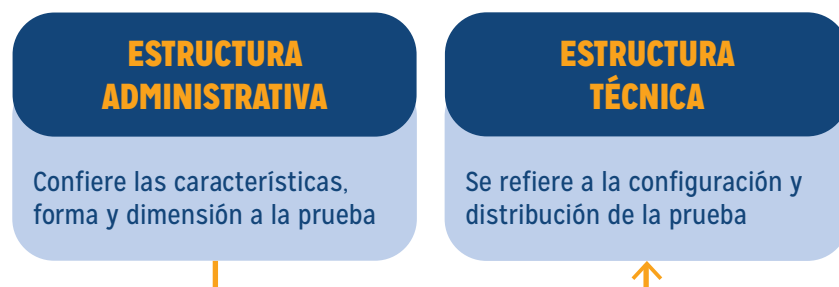 ESTRUCTURA
ADMINISTRATIVA
Confiere las características,
forma y dimensión a la prueba
ESTRUCTURA
TÉCNICA
Se refiere a la configuración y
distribución de la prueba